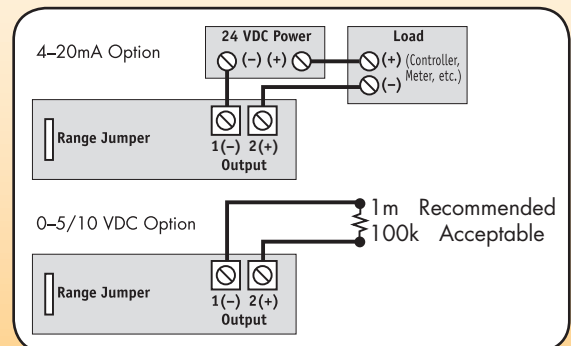 4–20mA Option
24 VDC Power
(–) (+)
Load
(+) (Controller,
Meter, etc.)
(–)
Range Jumper
1(–) 2(+)
Output
0–5/10 VDC Option
1m Recommended
100k Acceptable
Range Jumper
1(–) 2(+)
Output